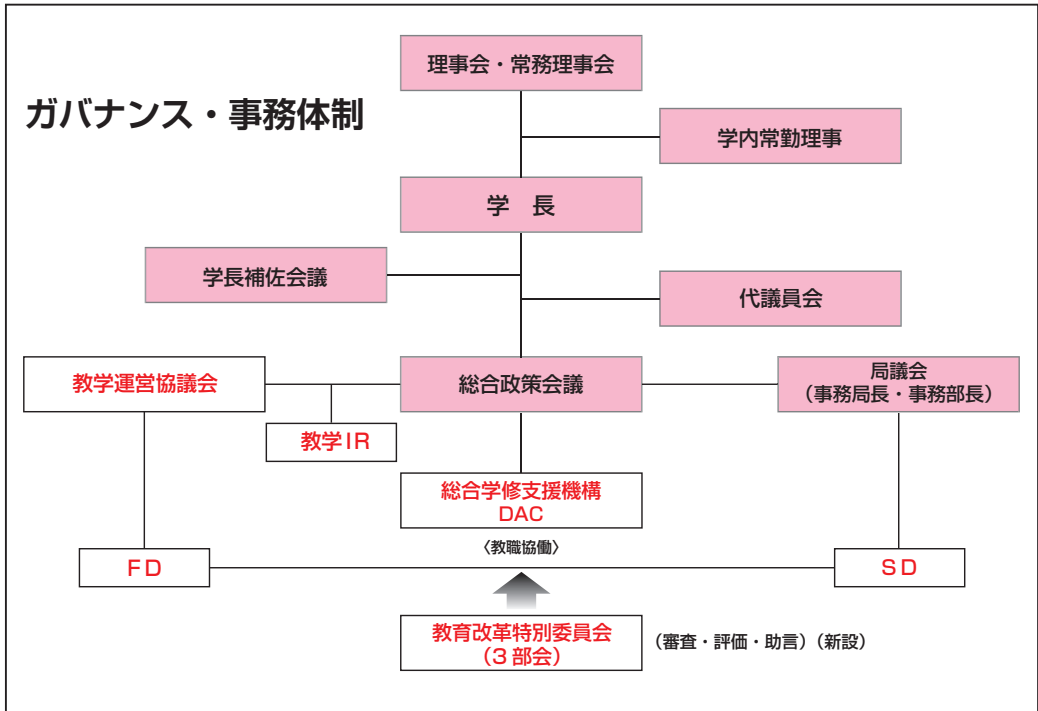 理事会・常務理事会
ガバナンス・事務体制
学内常勤理事
学　長
学長補佐会議
代議員会
教学運営協議会
総合政策会議
局議会
（事務局長・事務部長）
教学IR
総合学修支援機構
DAC
〈教職協働〉
FD
SD
教育改革特別委員会
（3部会）
（審査・評価・助言）（新設）